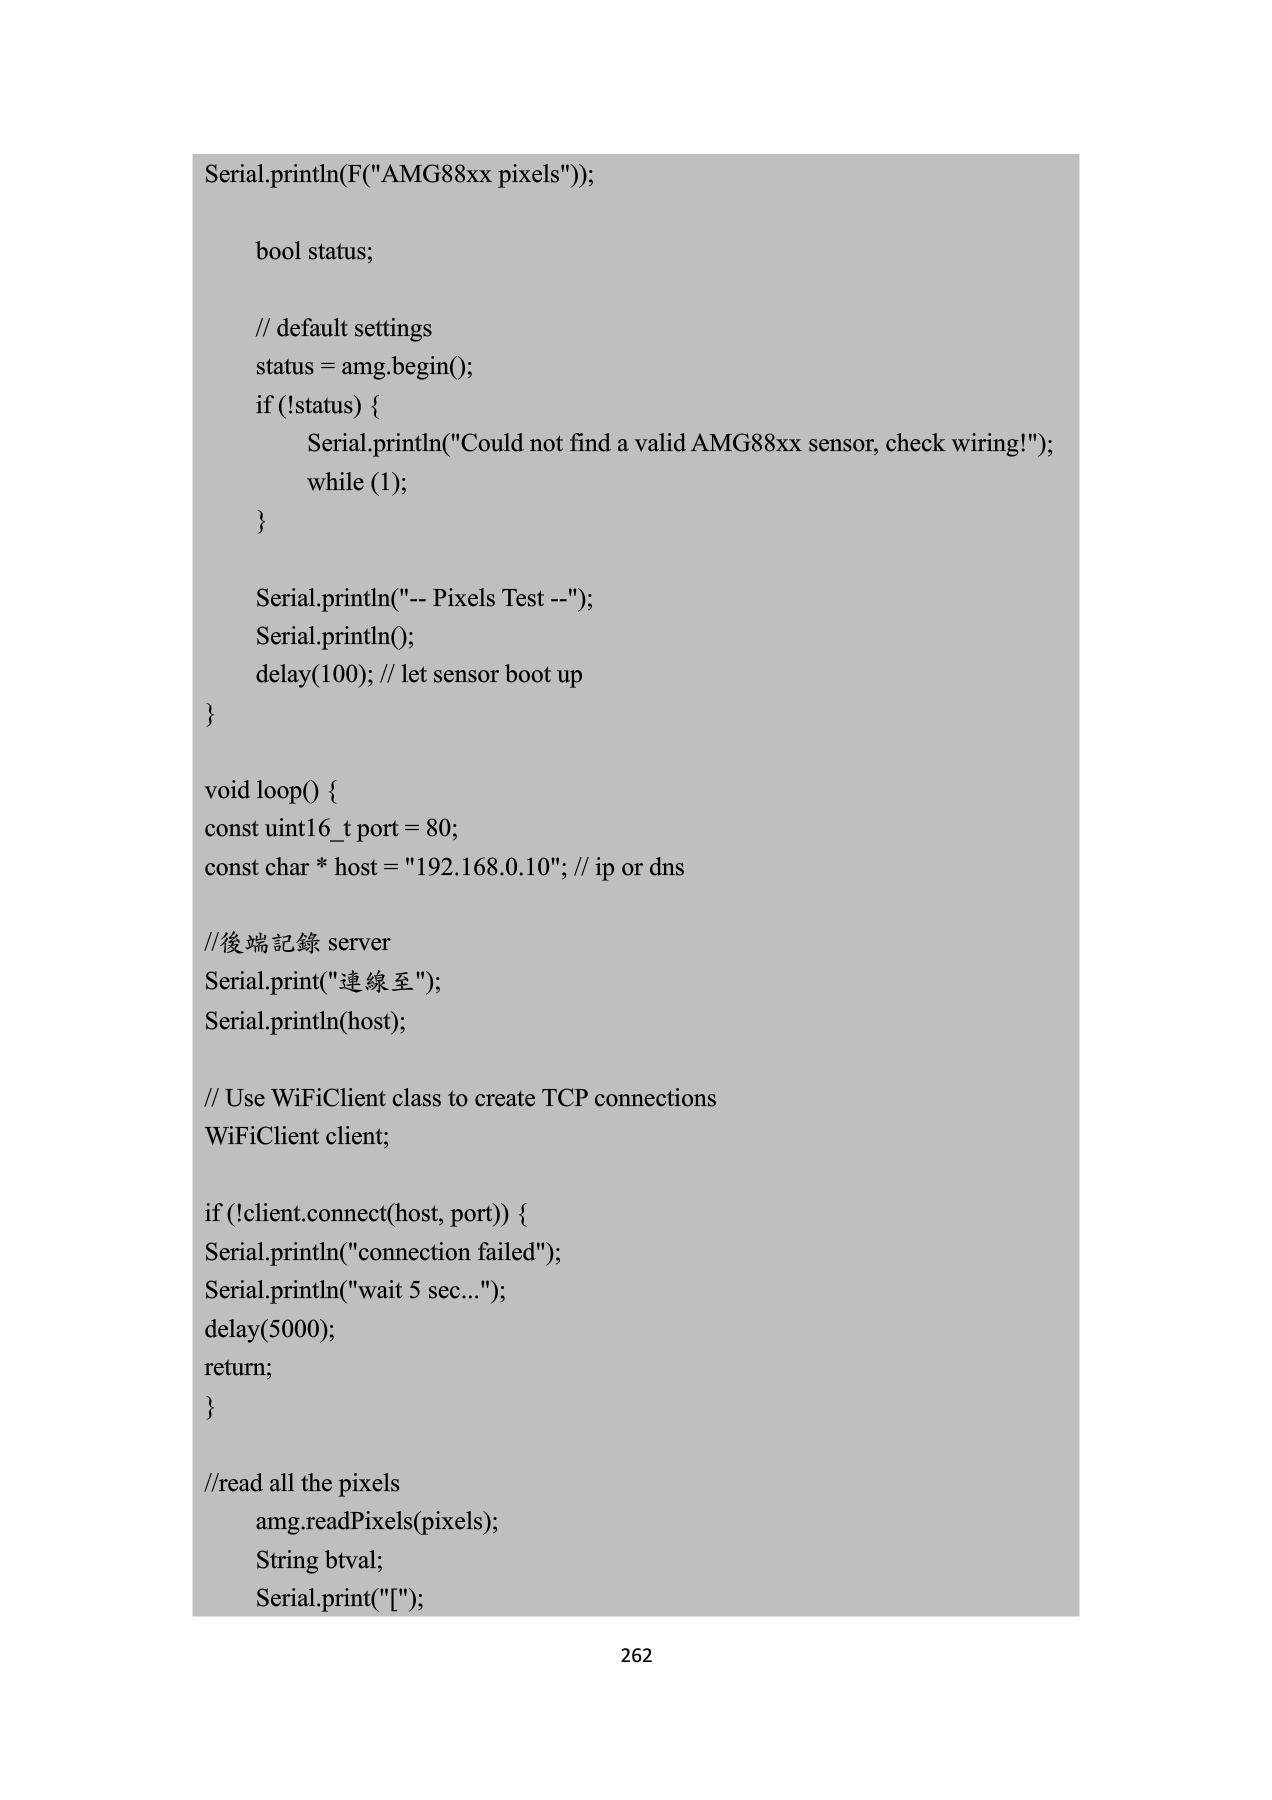 Serial.println(F("AMG88xx pixels"));
bool status;
// default settings
status = amg.begin();
if (!status) {
Serial.println("Could not find a valid AMG88xx sensor, check wiring!");
while (1);
}
Serial.println("-- Pixels Test --");
Serial.println();
delay(100); // let sensor boot up
}
void loop() {
const uint16_t port = 80;
const char * host = "192.168.0.10"; // ip or dns
//後端記錄 server
Serial.print("連線至");
Serial.println(host);
// Use WiFiClient class to create TCP connections
WiFiClient client;
if (!client.connect(host, port)) {
Serial.println("connection failed");
Serial.println("wait 5 sec...");
delay(5000);
return;
}
//read all the pixels
amg.readPixels(pixels);
String btval;
Serial.print("[");
262